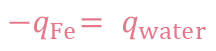 −q_Fe = q_water